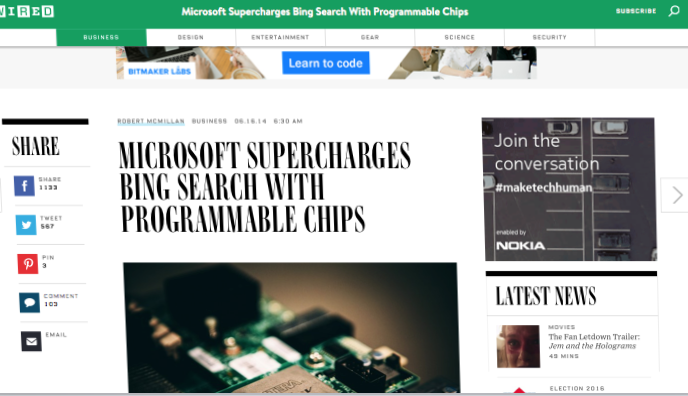 WIRED
Microsoft Supercharges Bing Search With Programmable Chips
SUBSCRIBE
BUSINESS
DESIGN
ENTERTAINMENT
GEAR
SCIENCE
SECURITY
BITMAKER LABS
Learn to code
ROBERT MCMILLAN BUSINESS 06.16.14 6:30 AM
MICROSOFT SUPERCHARGES
BING SEARCH WITH
PROGRAMMABLE CHIPS
SHARE
SHARE
1133
TWEET
567
PIN
3
COMMENT
103
EMAIL
Join the
conversation
#maketechhuman
enabled by
NOKIA
LATEST NEWS
MOVIES
The Fan Letdown Trailer:
Jem and the Holograms
49 MINS
ELECTION 2016